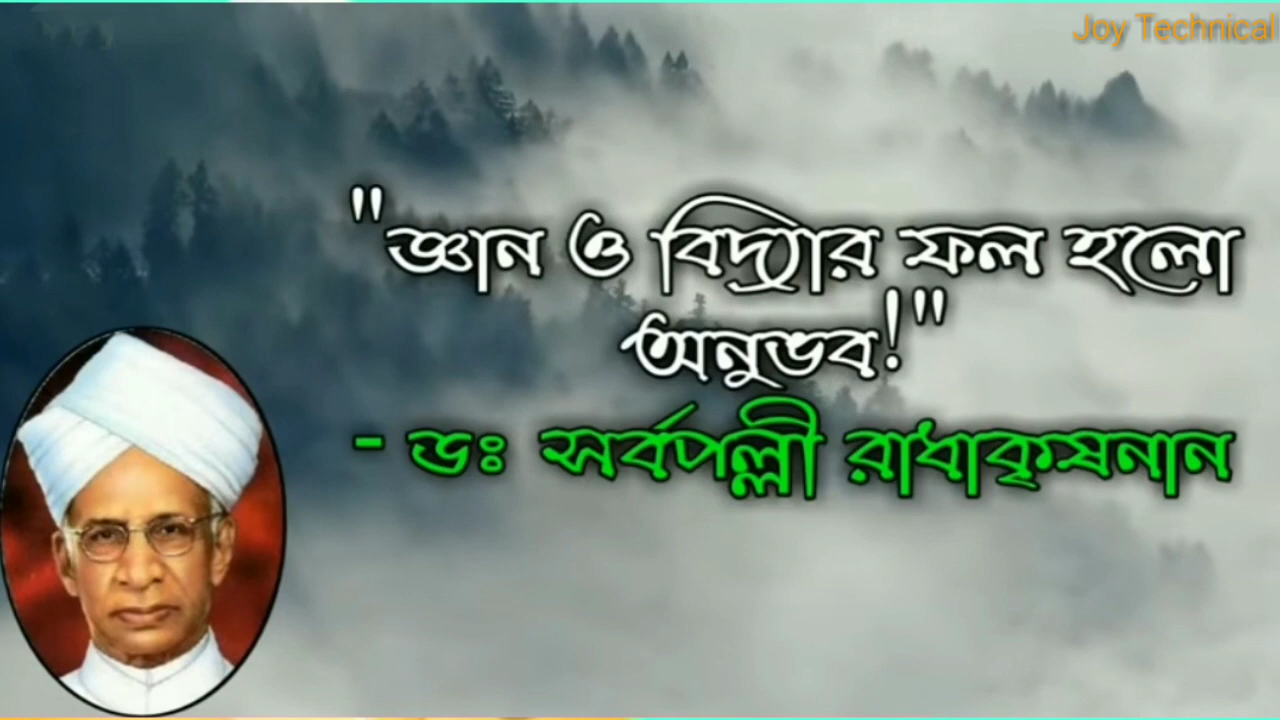 Joy Technical
"জ্ঞান ও বিদ্যার ফল হলো
অনুভব!"
- ডঃ সর্বপল্লী রাধাকৃষনান